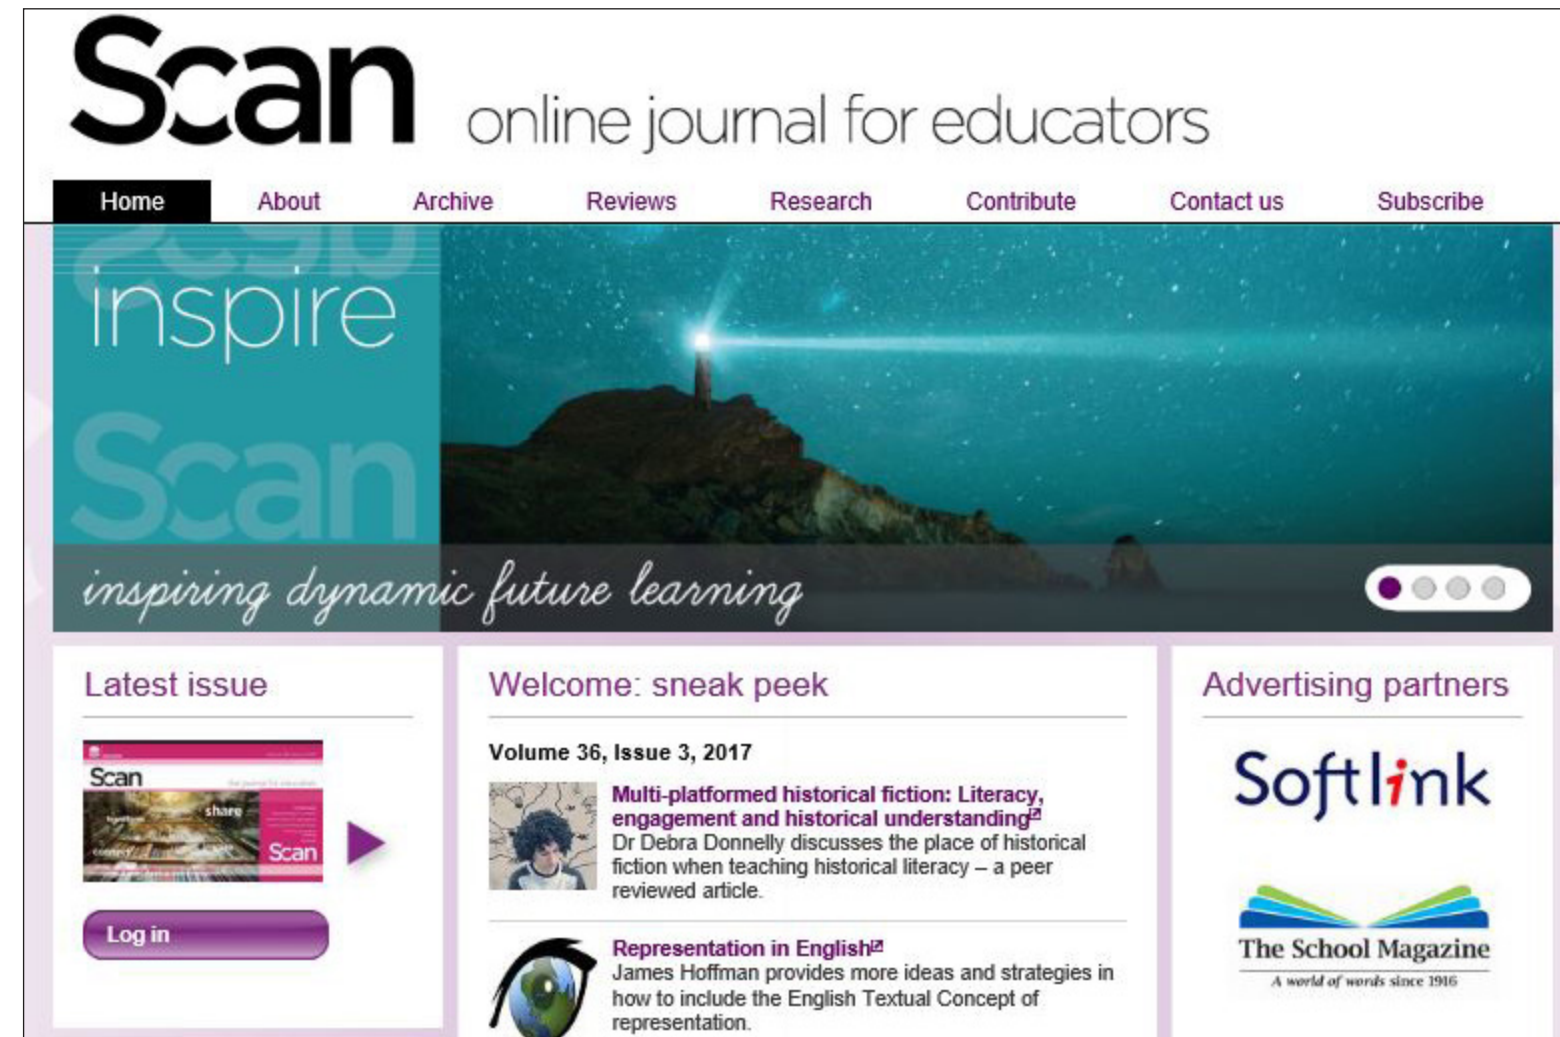 Scan online journal for educators
Home About Archive Reviews Research Contribute Contact us Subscribe
Scan
inspire
Scan
inspiring dynamic future learning
Latest issue
Scan
share
connect
Scan
Log in
Welcome: sneak peek
Volume 36, Issue 3, 2017
Multi-platformed historical fiction: Literacy,
engagement and historical understanding
Dr Debra Donnelly discusses the place of historical
fiction when teaching historical literacy – a peer
reviewed article.
Representation in English
James Hoffman provides more ideas and strategies in
how to include the English Textual Concept of
representation.
Advertising partners
Softlink
The School Magazine
A world of words since 1916